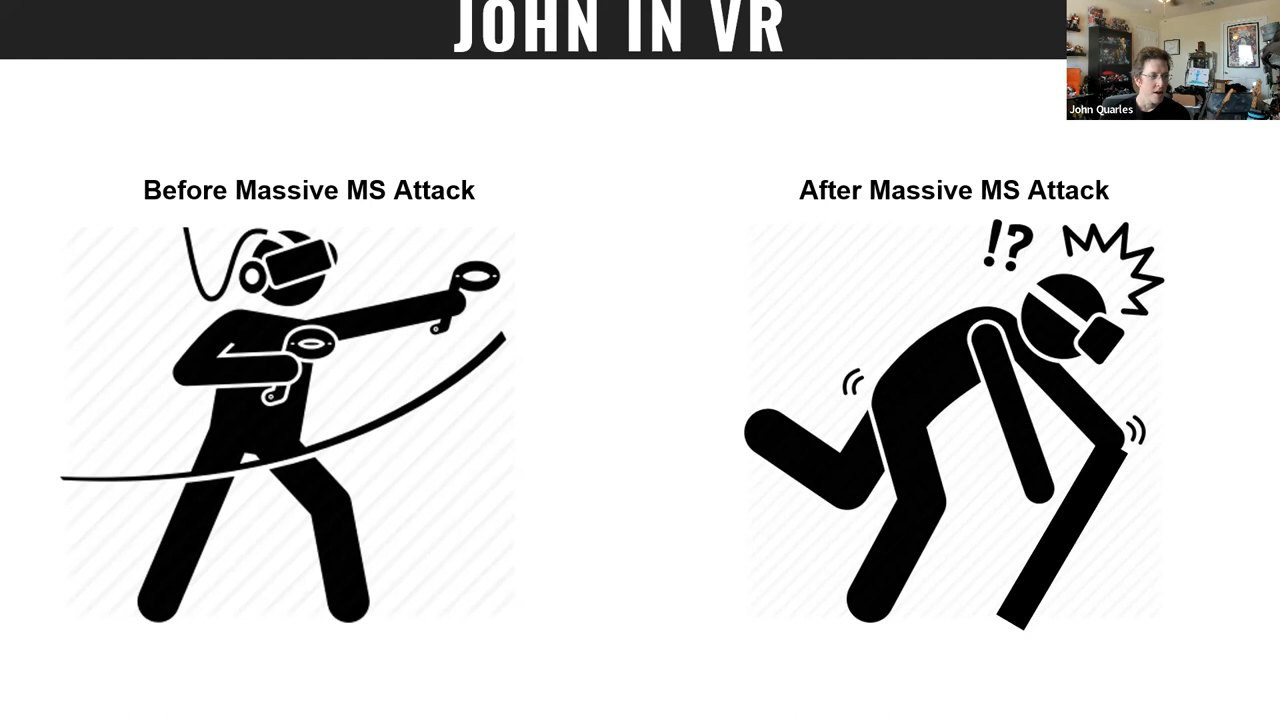 JOHN IN VR
John Quarles
Before Massive MS Attack
After Massive MS Attack
!?